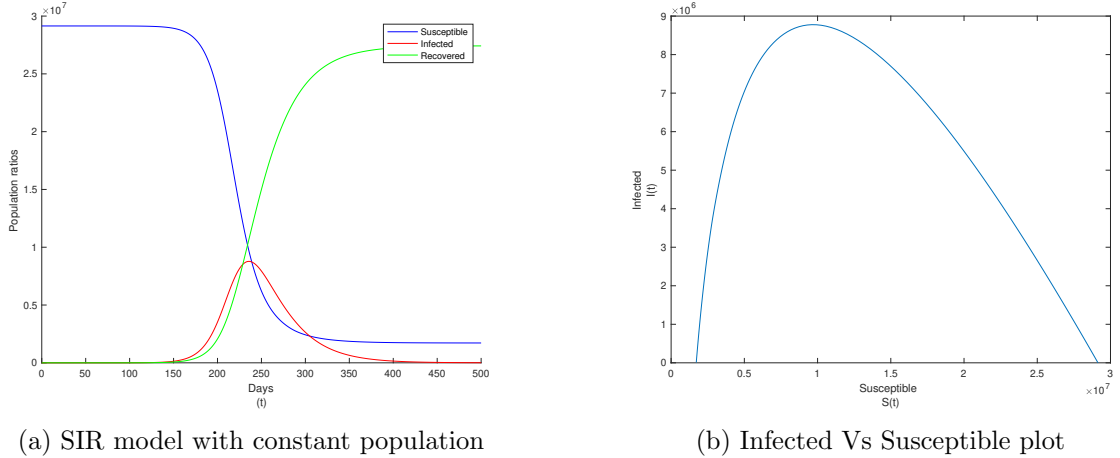 ×10^7
3
2.5
2
1.5
1
0.5
0
Population ratios
0 50 100 150 200 250 300 350 400 450 500
Days
(t)
Susceptible
Infected
Recovered
(a) SIR model with constant population
×10^6
9
8
7
6
5
4
3
2
1
0
Infected
I(t)
0 0.5 1 1.5 2 2.5 3
×10^7
Susceptible
S(t)
(b) Infected Vs Susceptible plot